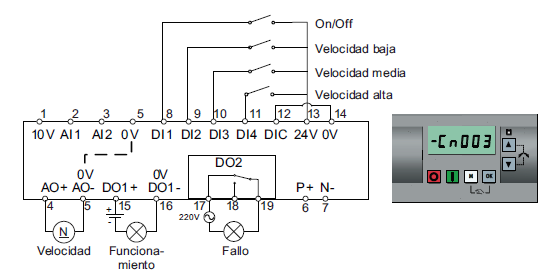 On/Off
Velocidad baja
Velocidad media
Velocidad alta
1 2 3 5 8 9 10 11 12 13 14
10V AI1 AI2 0V DI1 DI2 DI3 DI4 DIC 24V 0V
0V 0V DO2
AO+ AO- DO1+ DO1- P+ N-
4 5 15 16 17 18 19 6 7
+ - 220V
N
Velocidad
Funciona-
miento
Fallo
-Cn003
M OK